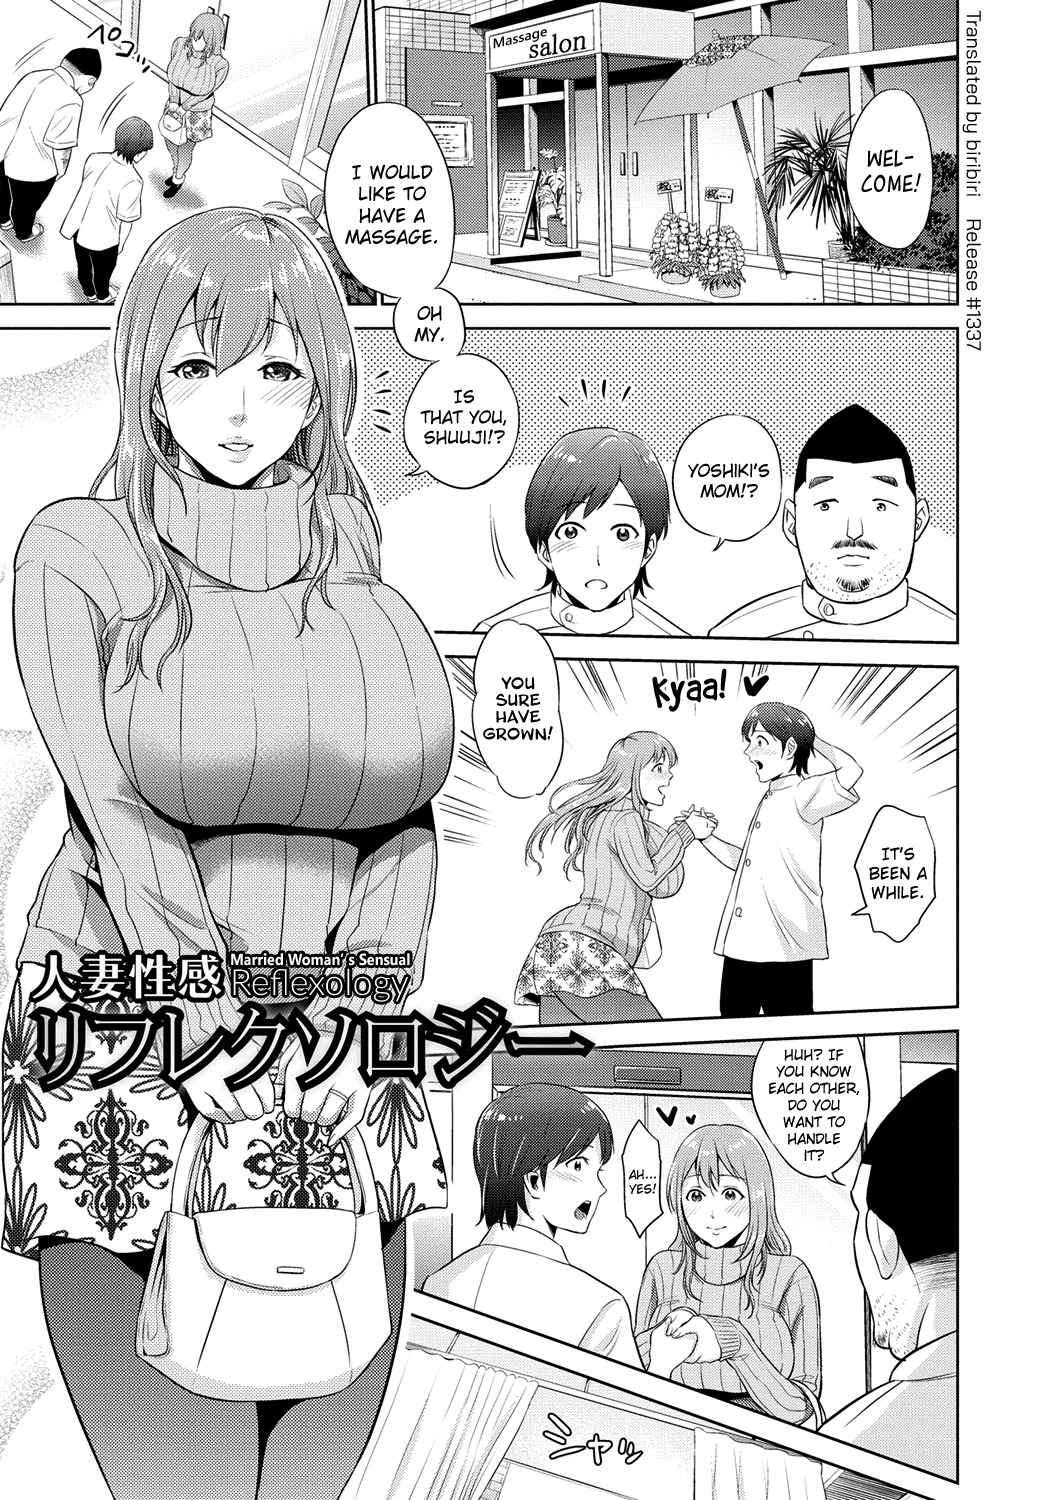 Massage
salon
WEL-
COME!
ペコッ
I WOULD
LIKE TO
HAVE A
MASSAGE.
OH
MY.
IS
THAT YOU,
SHUUJI!?
YOSHIKI'S
MOM!?
Kyaa!
YOU
SURE
HAVE
GROWN!
IT'S
BEEN A
WHILE.
人妻性感
Married Woman's Sensual
Reflexology
リフレクソロジー
HUH? IF
YOU KNOW
EACH OTHER,
DO YOU
WANT TO
HANDLE
IT?
AH...
YES!
シャッ
Translated by biribiri Release #1337